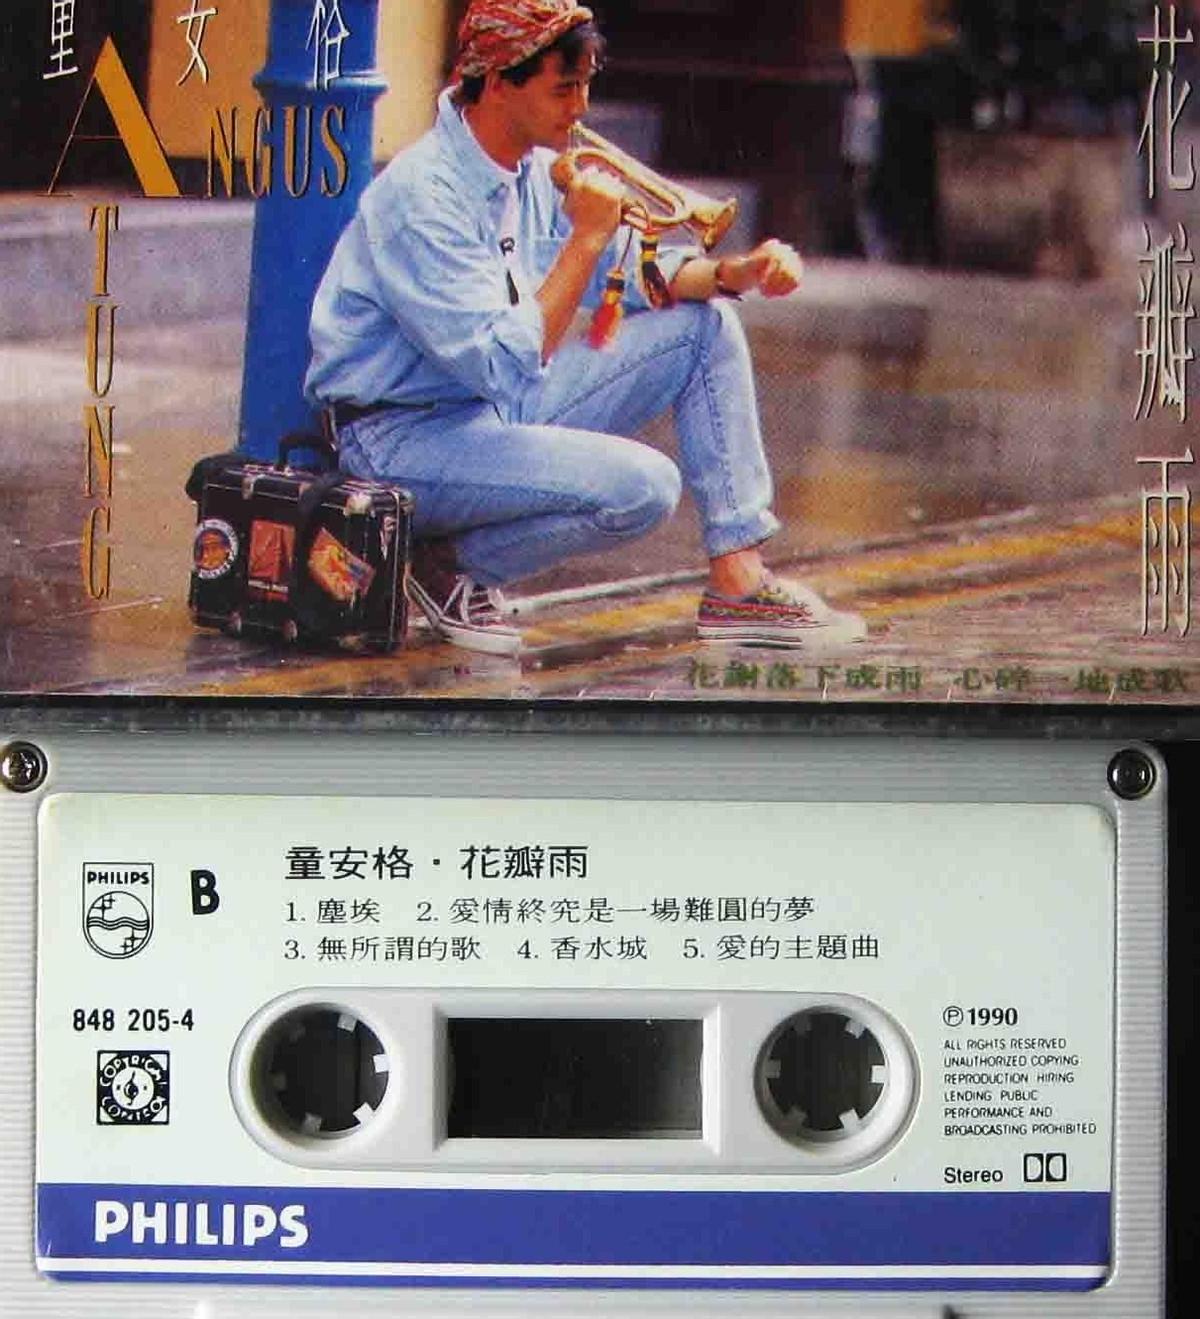 童安格
ANGUS
TUNG
花瓣雨
花謝落下成雨 心碎一地成歌
PHILIPS
B
童安格·花瓣雨
1. 塵埃 2. 愛情終究是一場難圓的夢
3. 無所謂的歌 4. 香水城 5. 愛的主題曲
848 205-4
COPYRIGHT CONTROL
Ⓟ1990
ALL RIGHTS RESERVED
UNAUTHORIZED COPYING
REPRODUCTION HIRING
LENDING PUBLIC
PERFORMANCE AND
BROADCASTING PROHIBITED
Stereo
PHILIPS